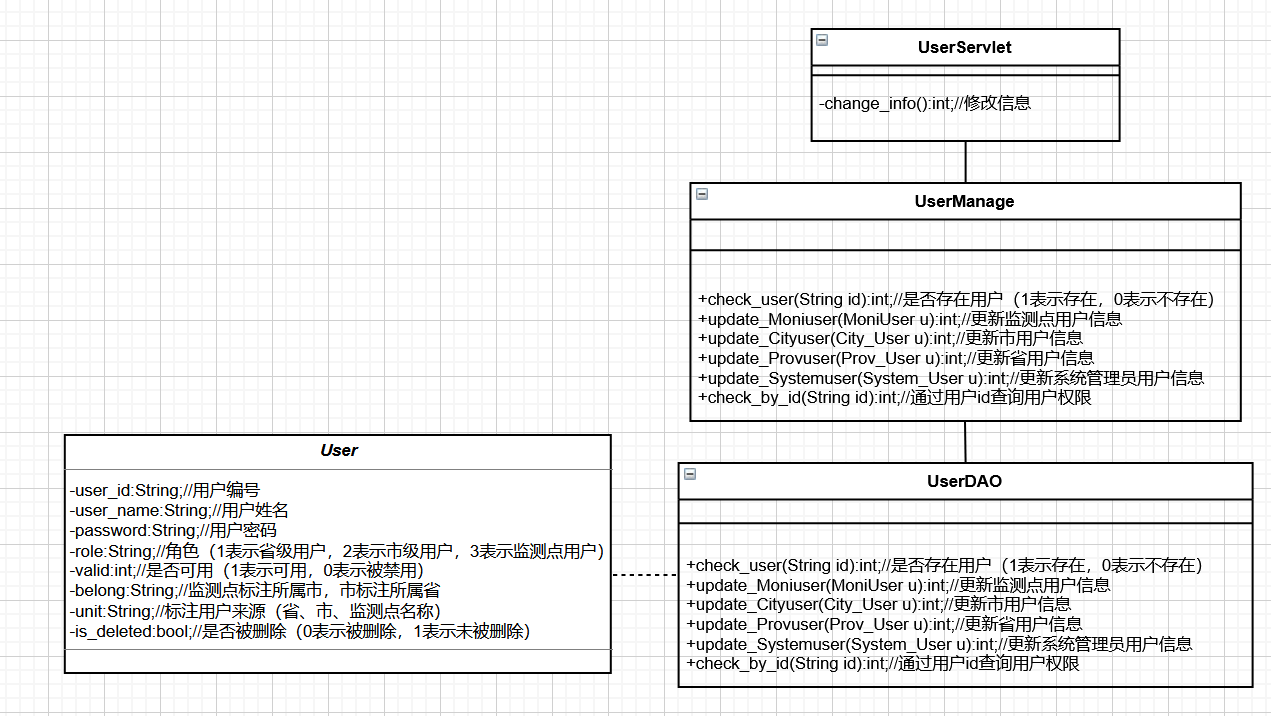 UserServlet
-change_info():int;//修改信息
UserManage
+check_user(String id):int;//是否存在用户（1表示存在，0表示不存在）
+update_Moniuser(MoniUser u):int;//更新监测点用户信息
+update_Cityuser(City_User u):int;//更新市用户信息
+update_Provuser(Prov_User u):int;//更新省用户信息
+update_Systemuser(System_User u):int;//更新系统管理员用户信息
+check_by_id(String id):int;//通过用户id查询用户权限
User
-user_id:String;//用户编号
-user_name:String;//用户姓名
-password:String;//用户密码
-role:String;//角色（1表示省级用户，2表示市级用户，3表示监测点用户）
-valid:int;//是否可用（1表示可用，0表示被禁用）
-belong:String;//监测点标注所属市，市标注所属省
-unit:String;//标注用户来源（省、市、监测点名称）
-is_deleted:bool;//是否被删除（0表示被删除，1表示未被删除）
UserDAO
+check_user(String id):int;//是否存在用户（1表示存在，0表示不存在）
+update_Moniuser(MoniUser u):int;//更新监测点用户信息
+update_Cityuser(City_User u):int;//更新市用户信息
+update_Provuser(Prov_User u):int;//更新省用户信息
+update_Systemuser(System_User u):int;//更新系统管理员用户信息
+check_by_id(String id):int;//通过用户id查询用户权限